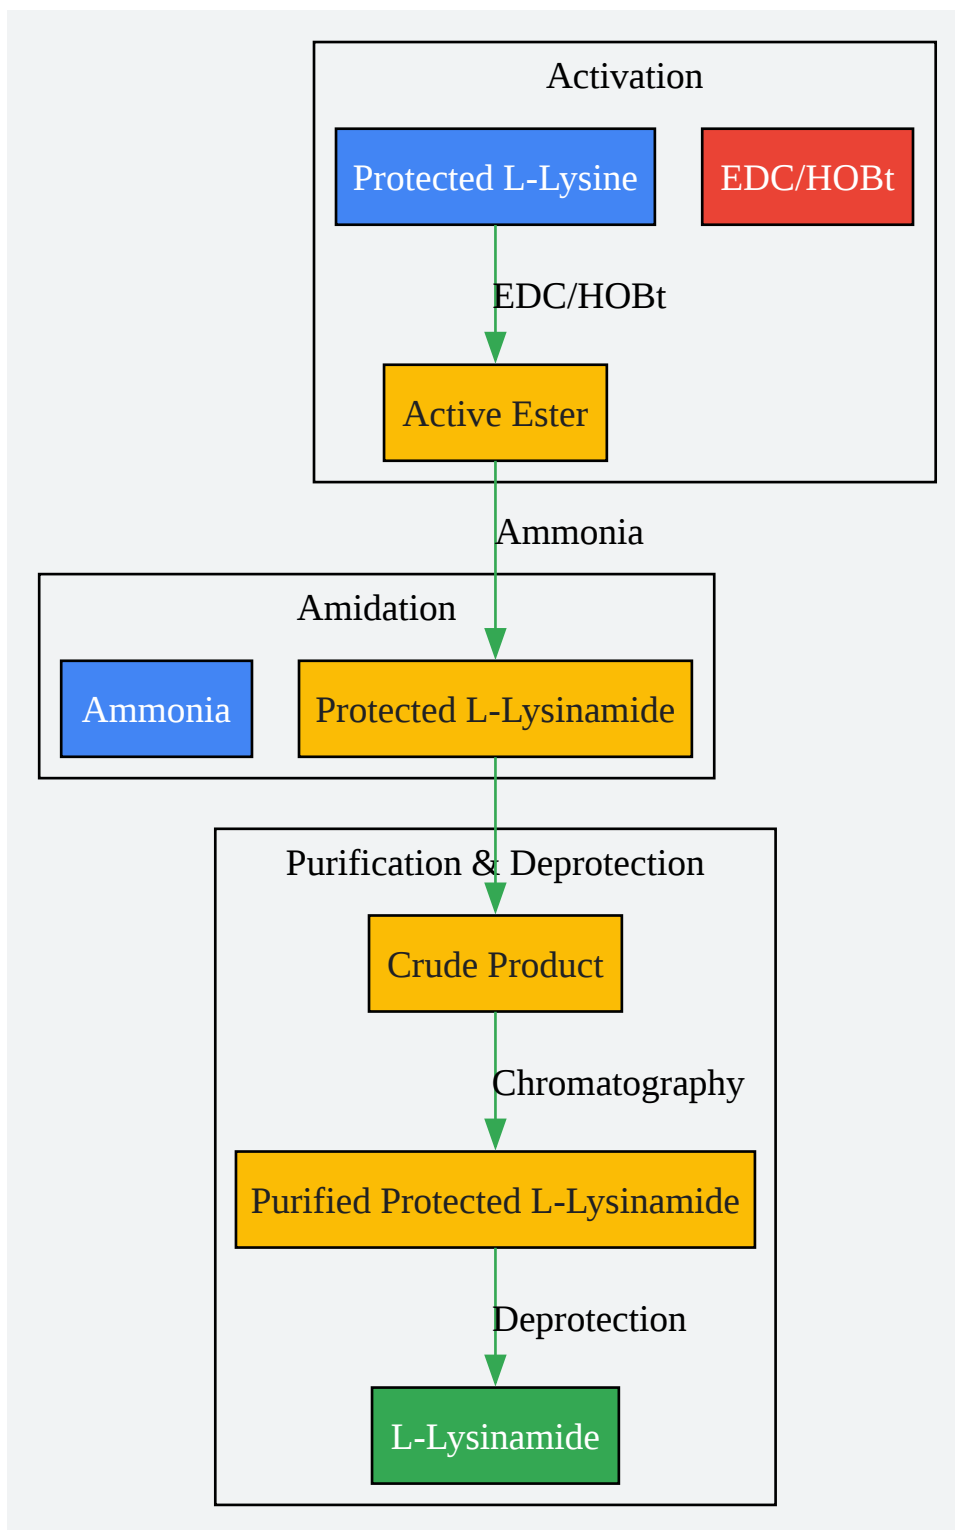 Activation
Protected L-Lysine
EDC/HOBt
EDC/HOBt
Active Ester
Ammonia
Amidation
Ammonia
Protected L-Lysinamide
Purification & Deprotection
Crude Product
Chromatography
Purified Protected L-Lysinamide
Deprotection
L-Lysinamide